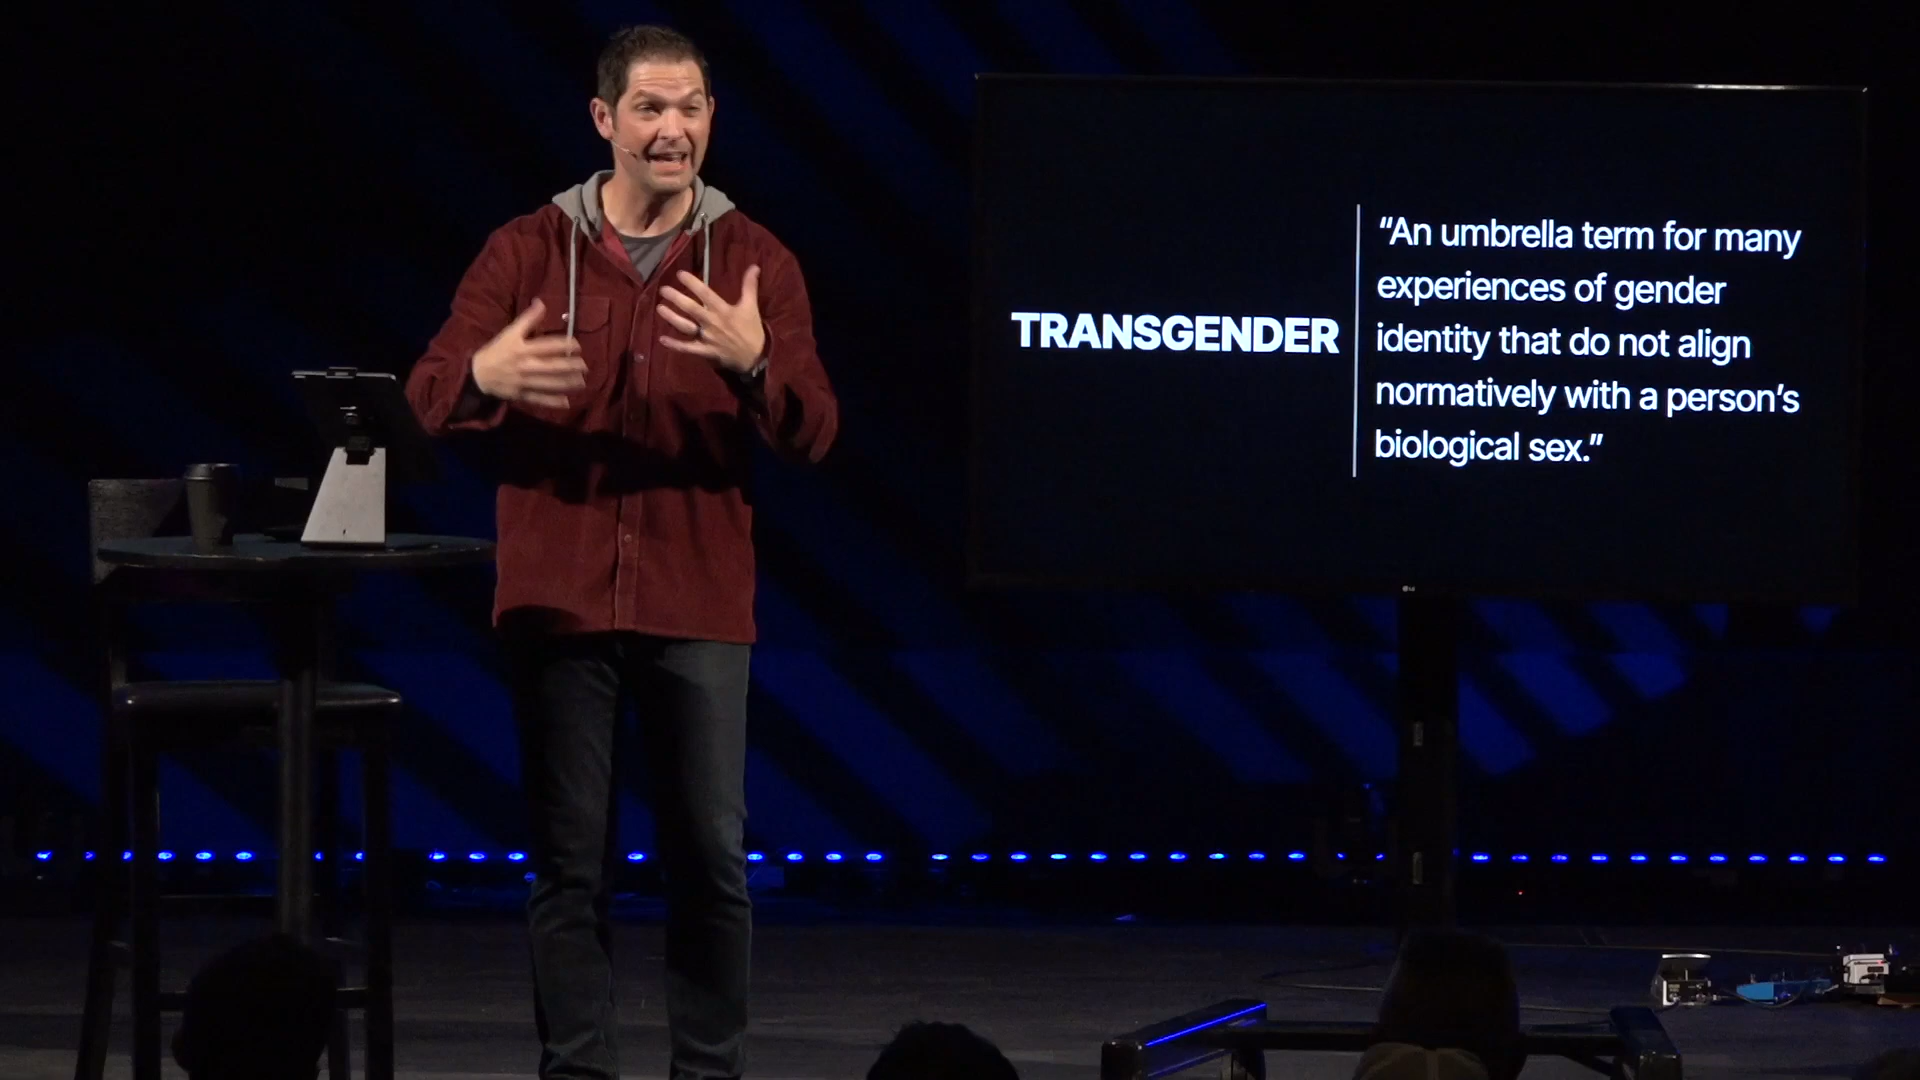 TRANSGENDER
“An umbrella term for many
experiences of gender
identity that do not align
normatively with a person’s
biological sex.”
LG